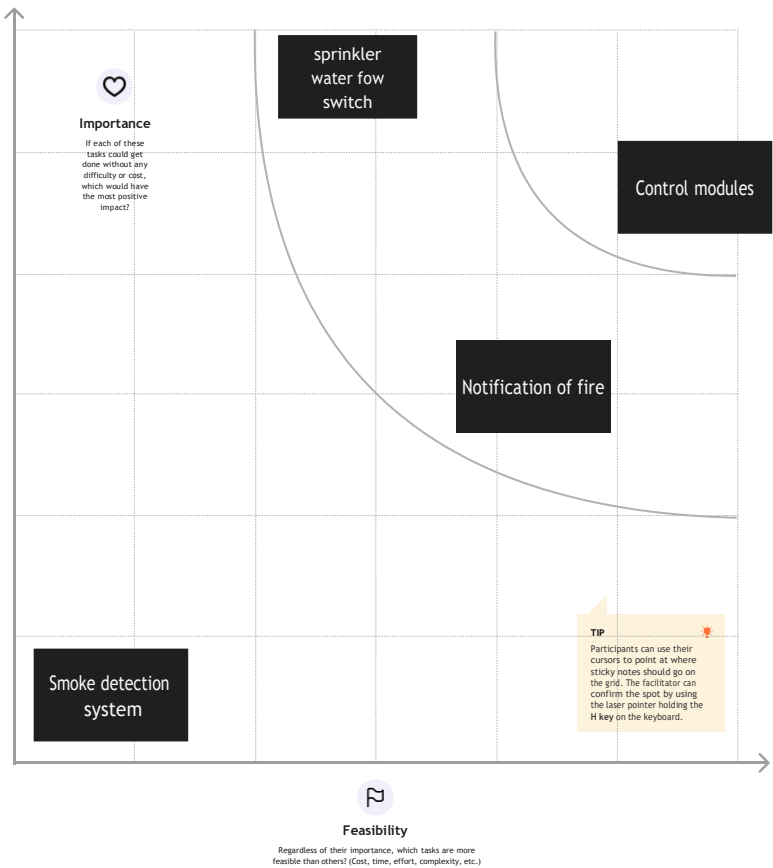 sprinkler
water fow
switch
Importance
If each of these
tasks could get
done without any
difficulty or cost,
which would have
the most positive
impact?
Control modules
Notification of fire
TIP
Participants can use their
cursors to point at where
sticky notes should go on
the grid. The facilitator can
confirm the spot by using
the laser pointer holding the
H key on the keyboard.
Smoke detection
system
Feasibility
Regardless of their importance, which tasks are more
feasible than others? (Cost, time, effort, complexity, etc.)